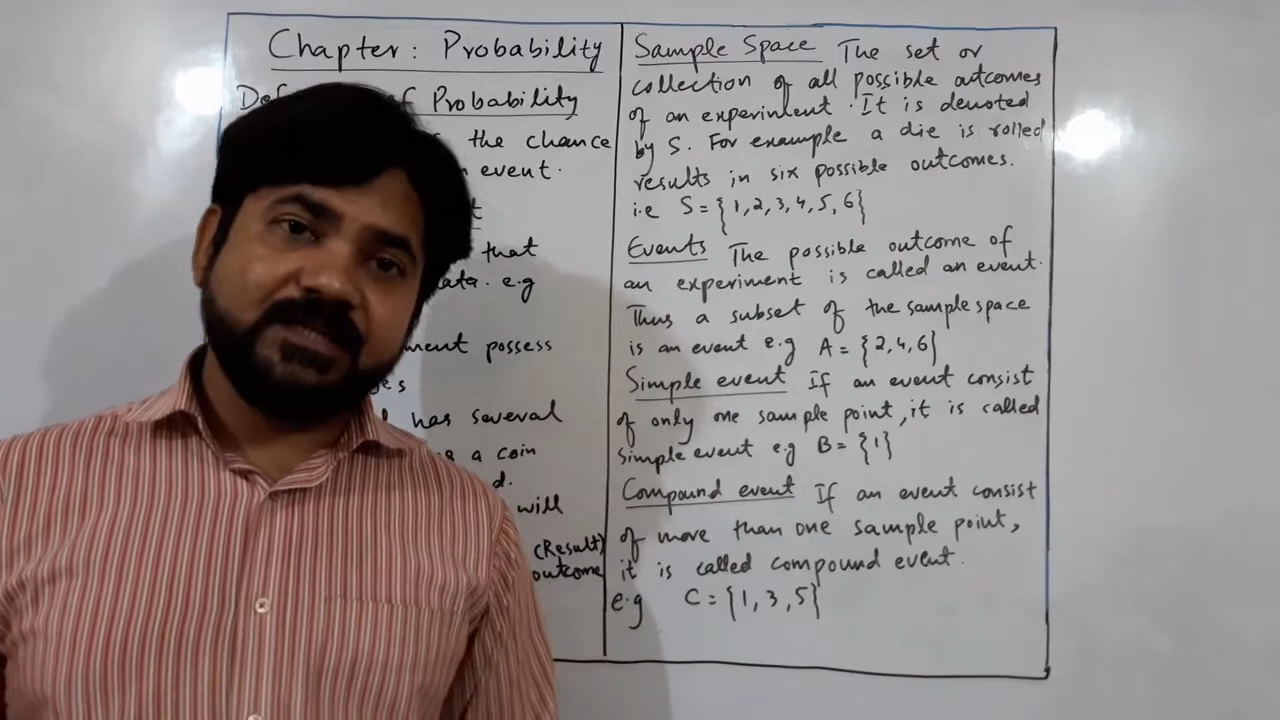 Chapter: Probability
of Probability
the chance
event.
that
e.g
possess
has several
a coin
will
(Result)
outcome
Sample Space The set or
collection of all possible outcomes
of an experiment. It is denoted
by S. For example a die is rolled
results in six possible outcomes.
i.e S = {1,2,3,4,5,6}
Events The possible outcome of
an experiment is called an event.
Thus a subset of the sample space
is an event e.g A = {2,4,6}
Simple event If an event consist
of only one sample point, it is called
simple event e.g B = {1}
Compound event If an event consist
of more than one sample point,
it is called compound event.
e.g C = {1, 3, 5}